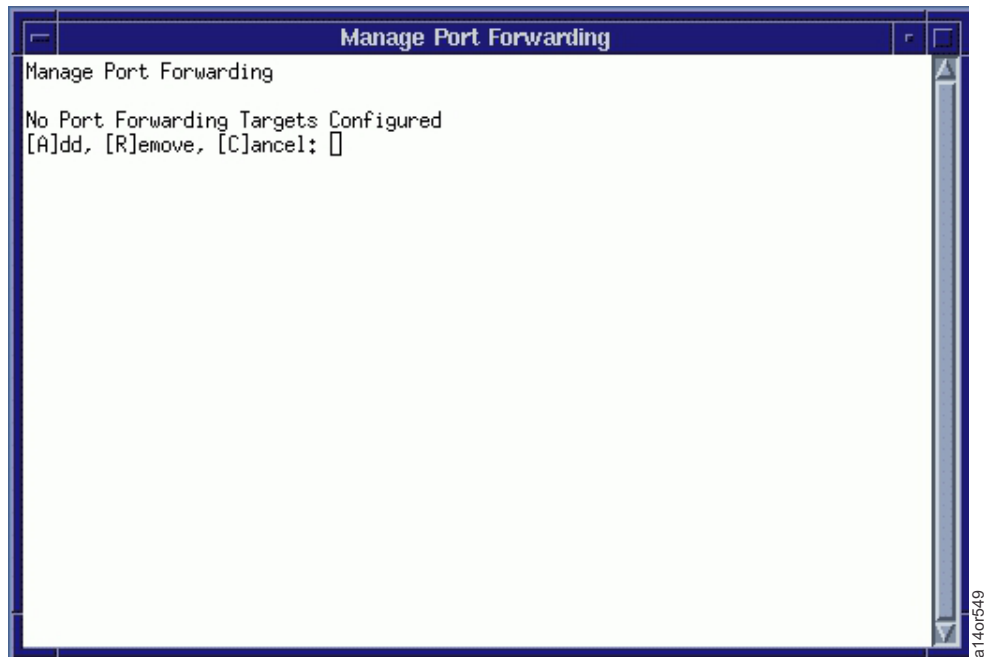 Manage Port Forwarding
Manage Port Forwarding
No Port Forwarding Targets Configured
[A]dd, [R]emove, [C]ancel:
a14or549